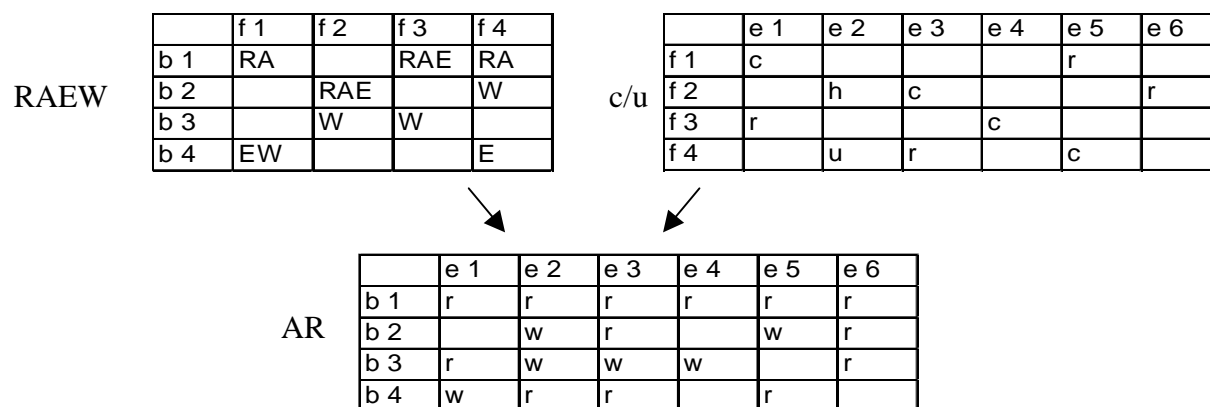 RAEW
f 1 f 2 f 3 f 4
b 1 RA RAE RA
b 2 RAE W
b 3 W W
b 4 EW E
c/u
e 1 e 2 e 3 e 4 e 5 e 6
f 1 c r
f 2 h c r
f 3 r c
f 4 u r c
AR
e 1 e 2 e 3 e 4 e 5 e 6
b 1 r r r r r r
b 2 w r w r
b 3 r w w w r
b 4 w r r r